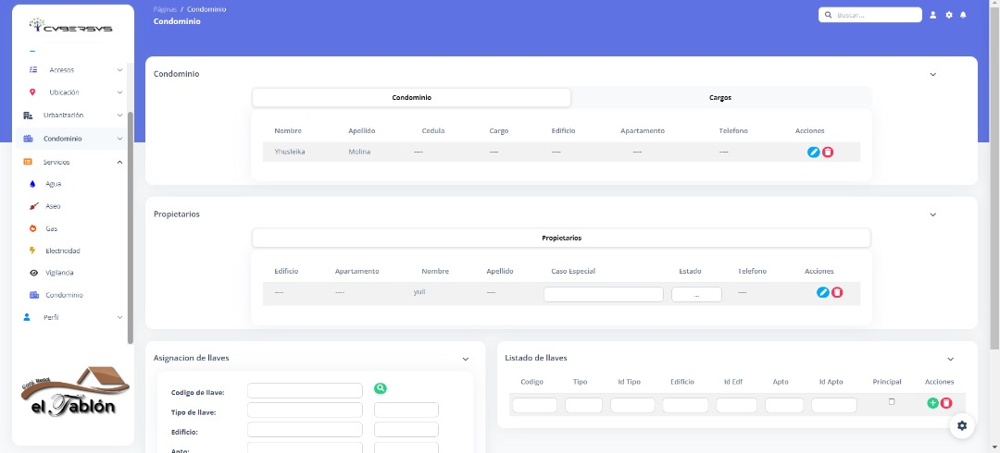 CYBERSYS
Accesos
Ubicación
Urbanización
Condominio
Servicios
Agua
Aseo
Gas
Electricidad
Vigilancia
Condominio
Perfil
el Tablón
Páginas / Condominio
Condominio
Buscar...
Condominio
Condominio Cargos
Nombre Apellido Cedula Cargo Edificio Apartamento Telefono Acciones
Yhusleika Molina ---- ---- ---- ---- ----
Propietarios
Propietarios
Edificio Apartamento Nombre Apellido Caso Especial Estado Telefono Acciones
---- ---- yull ---- ... ----
Asignacion de llaves
Codigo de llave:
Tipo de llave:
Edificio:
Apto:
Listado de llaves
Codigo Tipo Id Tipo Edificio Id Edf Apto Id Apto Principal Acciones